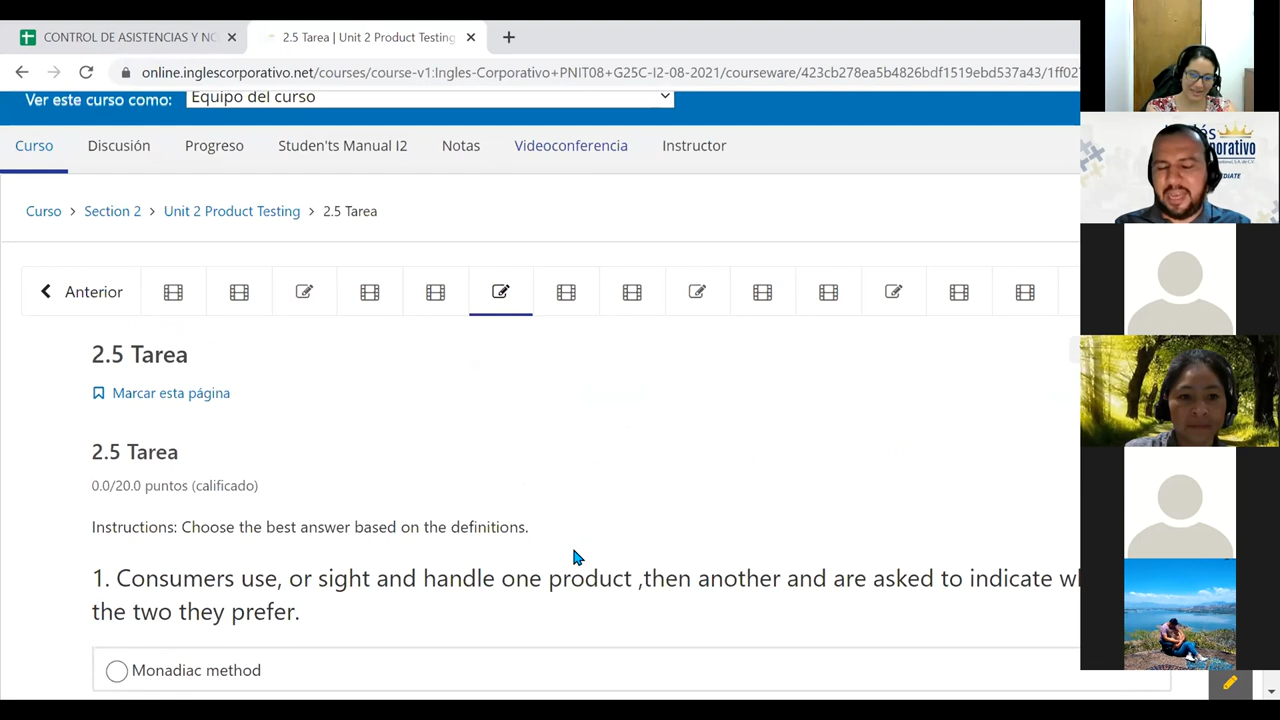 CONTROL DE ASISTENCIAS Y NO
2.5 Tarea | Unit 2 Product Testing
online.inglescorporativo.net/courses/course-v1:Ingles-Corporativo+PNIT08+G25C-I2-08-2021/courseware/423cb278ea5b4826bdf1519ebd537a43/1ff02
Ver este curso como:
Equipo del curso
Curso
Discusión
Progreso
Studen'ts Manual I2
Notas
Videoconferencia
Instructor
Curso > Section 2 > Unit 2 Product Testing > 2.5 Tarea
Anterior
2.5 Tarea
Marcar esta página
2.5 Tarea
0.0/20.0 puntos (calificado)
Instructions: Choose the best answer based on the definitions.
1. Consumers use, or sight and handle one product ,then another and are asked to indicate
the two they prefer.
Monadiac method